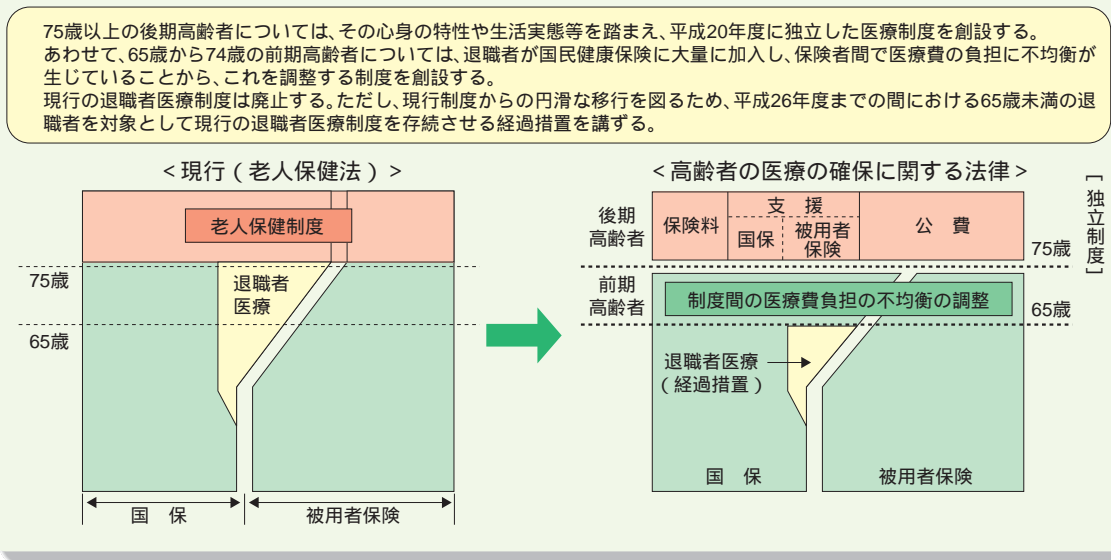 75歳以上の後期高齢者については、その心身の特性や生活実態等を踏まえ、平成20年度に独立した医療制度を創設する。
あわせて、65歳から74歳の前期高齢者については、退職者が国民健康保険に大量に加入し、保険者間で医療費の負担に不均衡が
生じていることから、これを調整する制度を創設する。
現行の退職者医療制度は廃止する。ただし、現行制度からの円滑な移行を図るため、平成26年度までの間における65歳未満の退
職者を対象として現行の退職者医療制度を存続させる経過措置を講ずる。
<現行(老人保健法)>
老人保健制度
75歳
退職者
医療
65歳
国 保
被用者保険
<高齢者の医療の確保に関する法律>
[独立制度]
後期
高齢者
保険料
支 援
国保
被用者
保険
公 費
75歳
前期
高齢者
制度間の医療費負担の不均衡の調整
65歳
退職者医療
(経過措置)
国 保
被用者保険